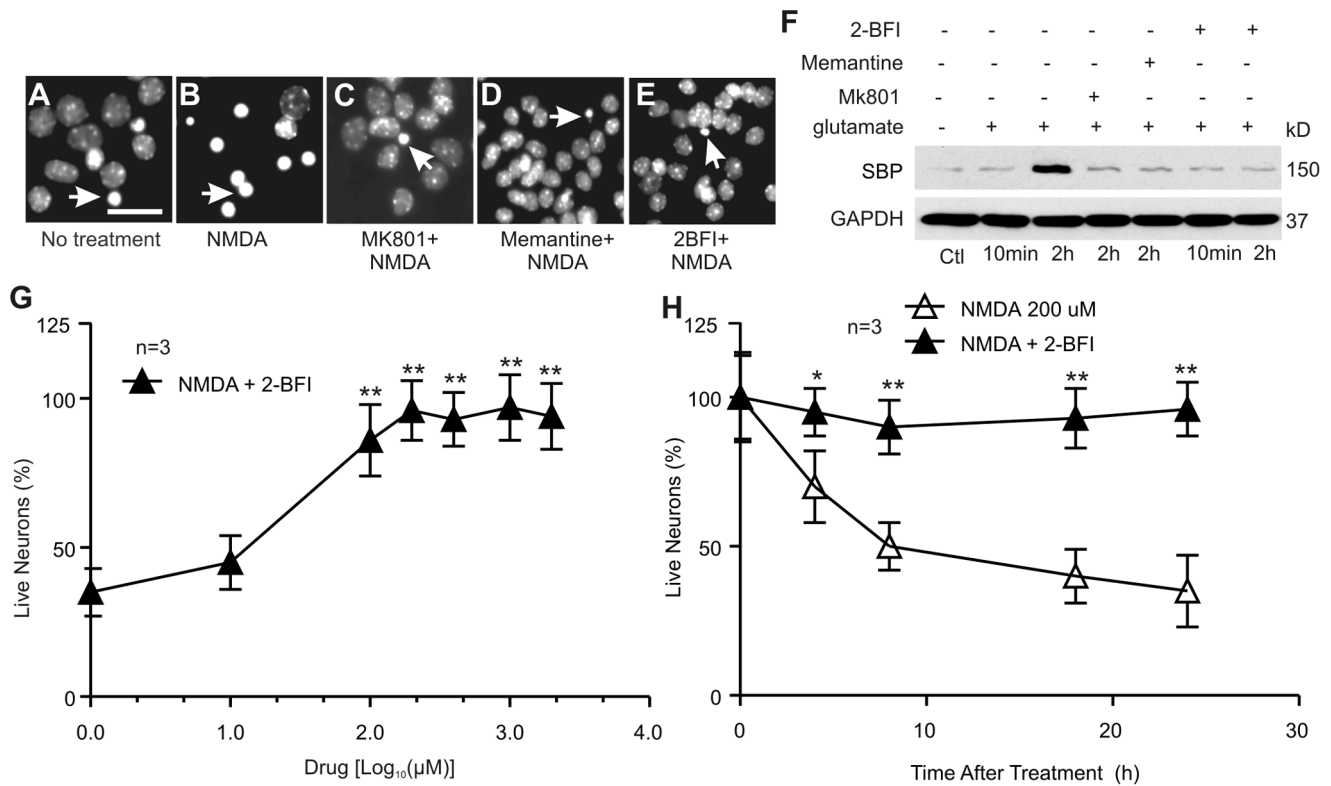 A B C D E
No treatment NMDA MK801+ NMDA Memantine+ NMDA 2BFI+ NMDA
F
2-BFI - - - - - + +
Memantine - - - - + - -
Mk801 - - - + - - -
glutamate - + + + + + + kD
SBP 150
GAPDH 37
Ctl 10min 2h 2h 2h 10min 2h
G
n=3
NMDA + 2-BFI
125
100
50
0
** ** ** ** **
Live Neurons (%)
0.0 1.0 2.0 3.0 4.0
Drug [Log₁₀(µM)]
H
n=3
NMDA 200 uM
NMDA + 2-BFI
125
100
50
0
* ** ** **
Live Neurons (%)
0 10 20 30
Time After Treatment (h)